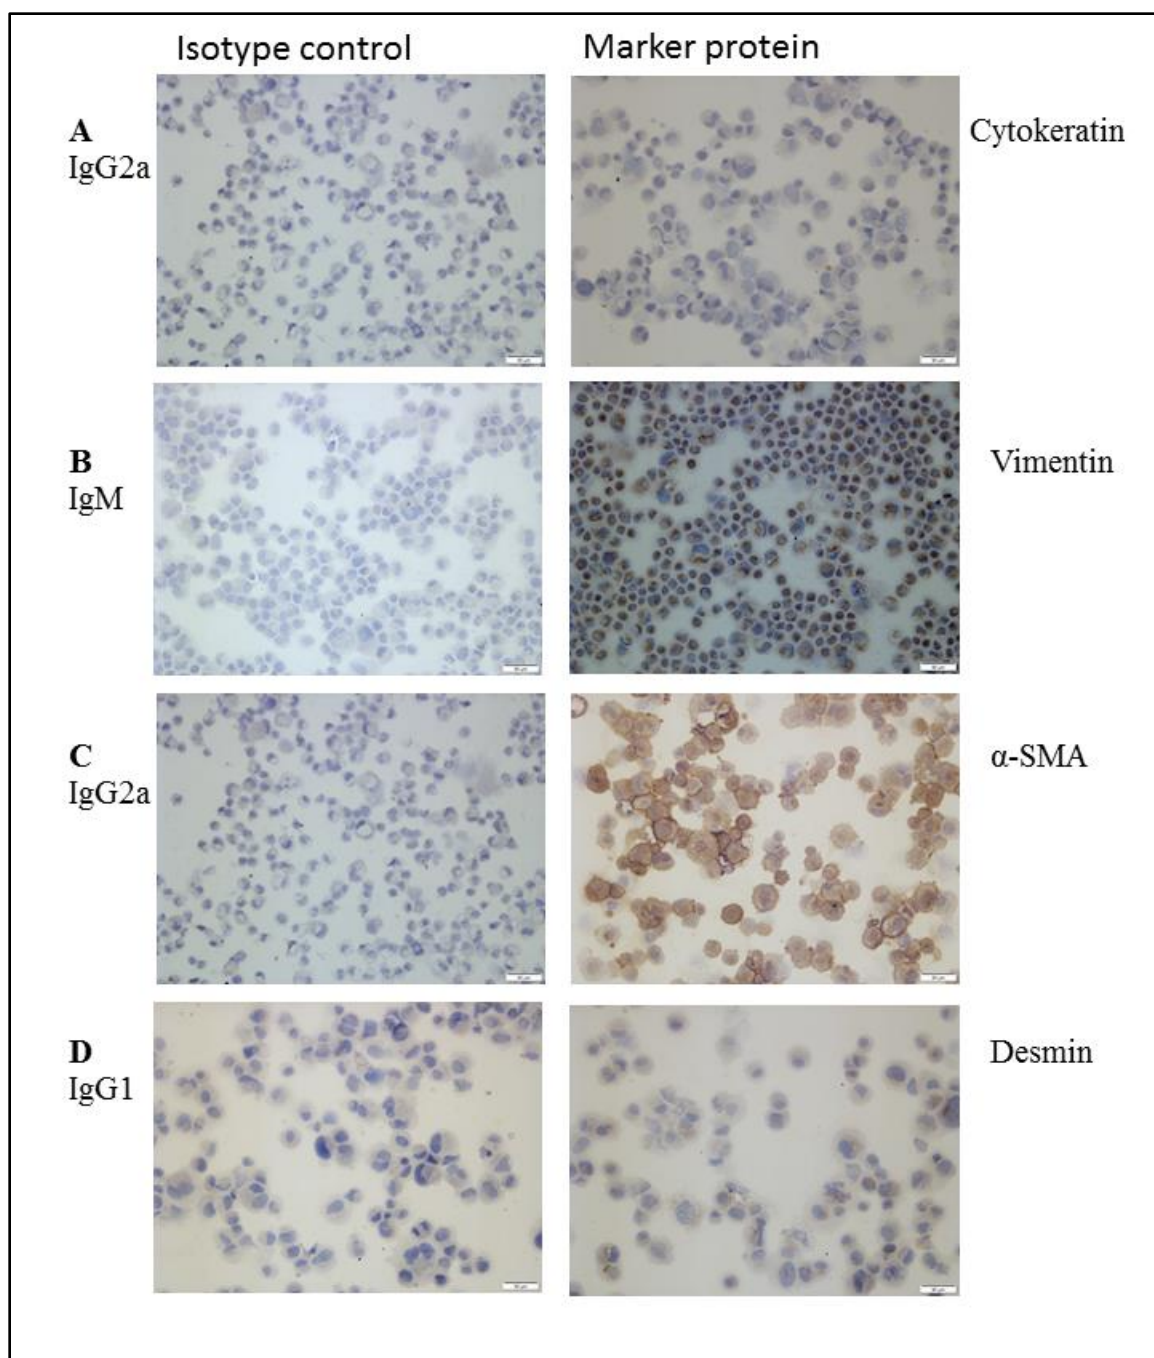 Isotype control
Marker protein
A
IgG2a
Cytokeratin
B
IgM
Vimentin
C
IgG2a
α-SMA
D
IgG1
Desmin